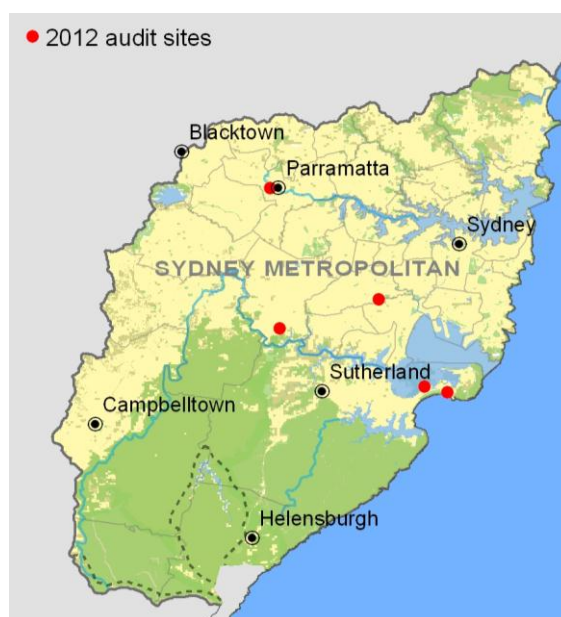 2012 audit sites
Blacktown
Parramatta
Sydney
SYDNEY METROPOLITAN
Sutherland
Campbelltown
Helensburgh